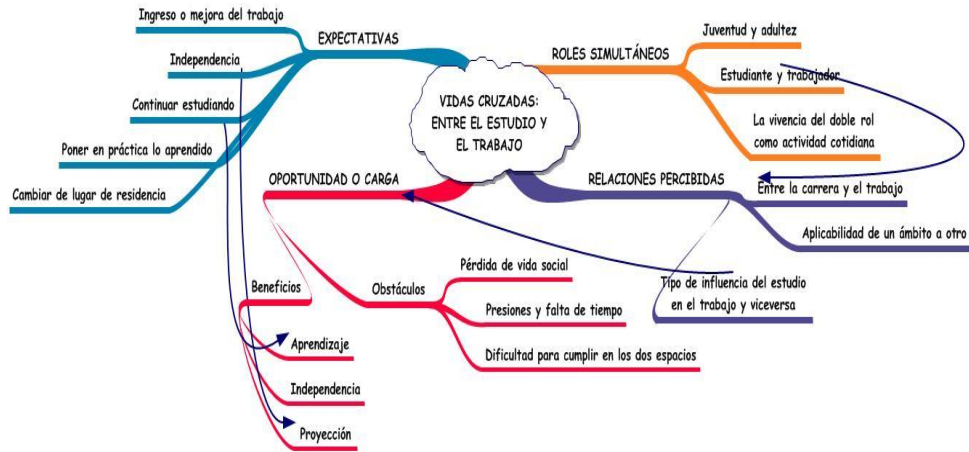 VIDAS CRUZADAS:
ENTRE EL ESTUDIO Y
EL TRABAJO
EXPECTATIVAS
Ingreso o mejora del trabajo
Independencia
Continuar estudiando
Poner en práctica lo aprendido
Cambiar de lugar de residencia
ROLES SIMULTÁNEOS
Juventud y adultez
Estudiante y trabajador
La vivencia del doble rol
como actividad cotidiana
RELACIONES PERCIBIDAS
Entre la carrera y el trabajo
Aplicabilidad de un ámbito a otro
Tipo de influencia del estudio
en el trabajo y viceversa
OPORTUNIDAD O CARGA
Obstáculos
Pérdida de vida social
Presiones y falta de tiempo
Dificultad para cumplir en los dos espacios
Beneficios
Aprendizaje
Independencia
Proyección